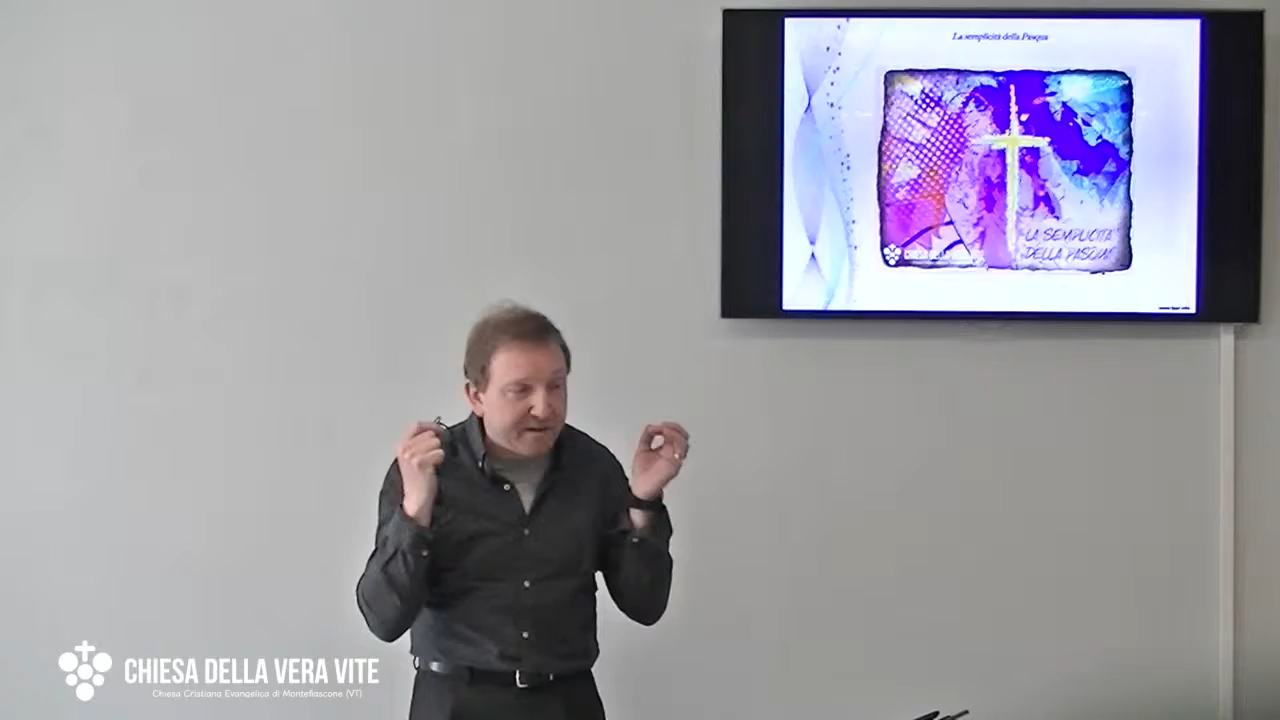 La semplicità della Pasqua
LA SEMPLICITÀ
DELLA PASQUA
CHIESA DELLA VERA VITE
Chiesa Cristiana Evangelica di Montefiascone (VT)